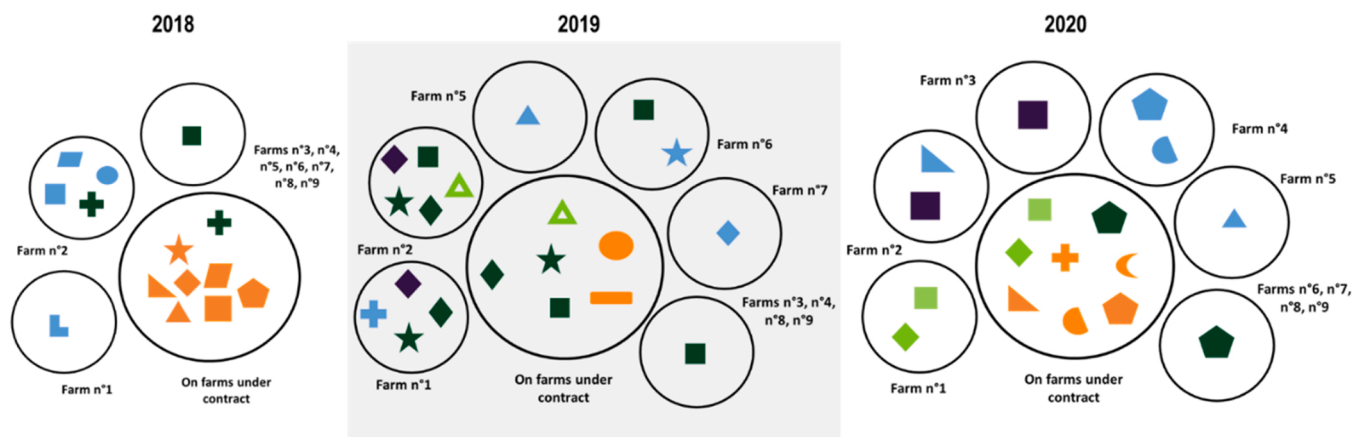 2018
2019
2020
Farms n°3, n°4,
n°5, n°6, n°7,
n°8, n°9
Farm n°2
Farm n°1
On farms under
contract
Farm n°5
Farm n°6
Farm n°7
Farm n°2
Farms n°3, n°4,
n°8, n°9
Farm n°1
On farms under
contract
Farm n°3
Farm n°4
Farm n°5
Farm n°2
Farms n°6, n°7,
n°8, n°9
Farm n°1
On farms under
contract